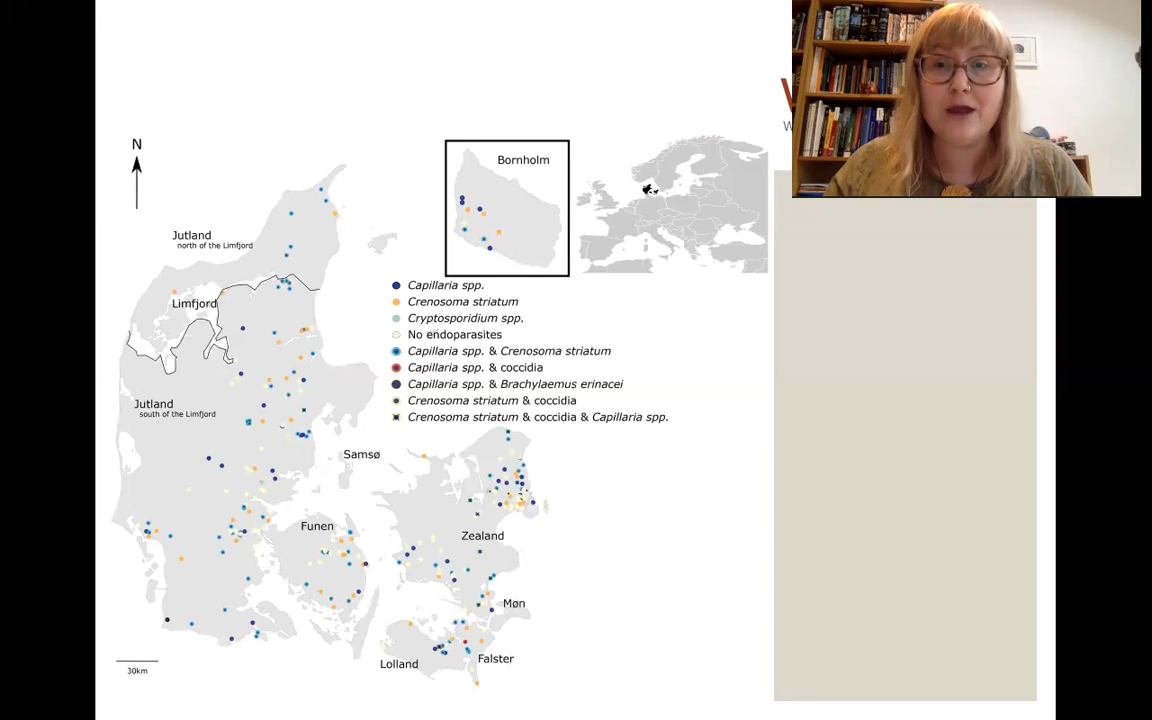 N
Bornholm
Jutland
north of the Limfjord
Limfjord
Capillaria spp.
Crenosoma striatum
Cryptosporidium spp.
No endoparasites
Capillaria spp. & Crenosoma striatum
Capillaria spp. & coccidia
Capillaria spp. & Brachylaemus erinacei
Crenosoma striatum & coccidia
Crenosoma striatum & coccidia & Capillaria spp.
Jutland
south of the Limfjord
Samsø
Funen
Zealand
Møn
Lolland
Falster
30km